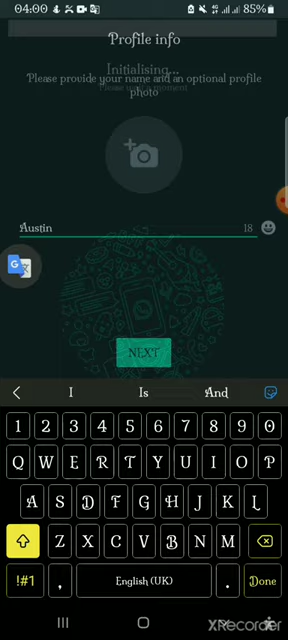 04:00
4G
85%
Profile info
Initialising...
Please provide your name and an optional profile
Please wait a moment
photo
Austin
18
G
NEXT
I Is And
1 2 3 4 5 6 7 8 9 0
Q W E R T Y U I O P
A S D F G H J K L
Z X C V B N M
!#1 , English (UK) . Done
XRecorder